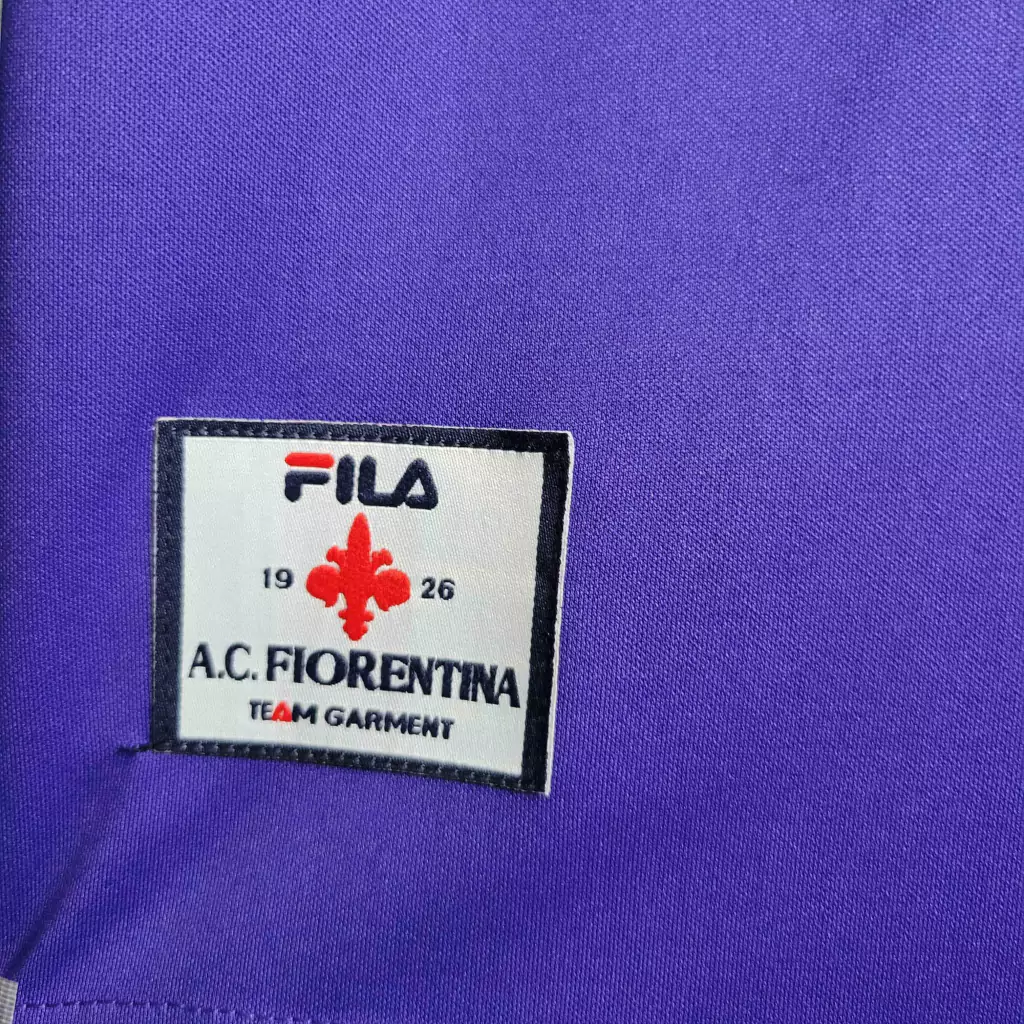 FILA
19 26
A.C. FIORENTINA
TEAM GARMENT